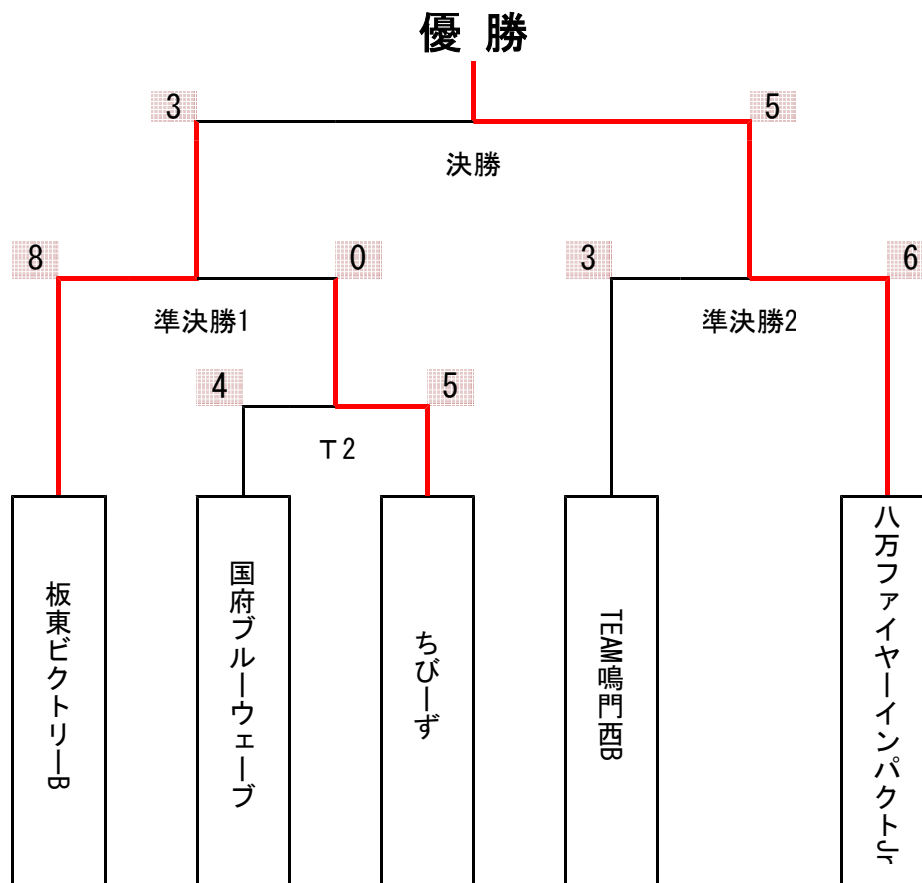 優 勝
3
5
決勝
8
0
3
6
準決勝1
準決勝2
4
5
T2
板東ビクトリーB
国府ブルーウェーブ
ちびーず
TEAM鳴門西B
八万ファイヤーインパクトJr